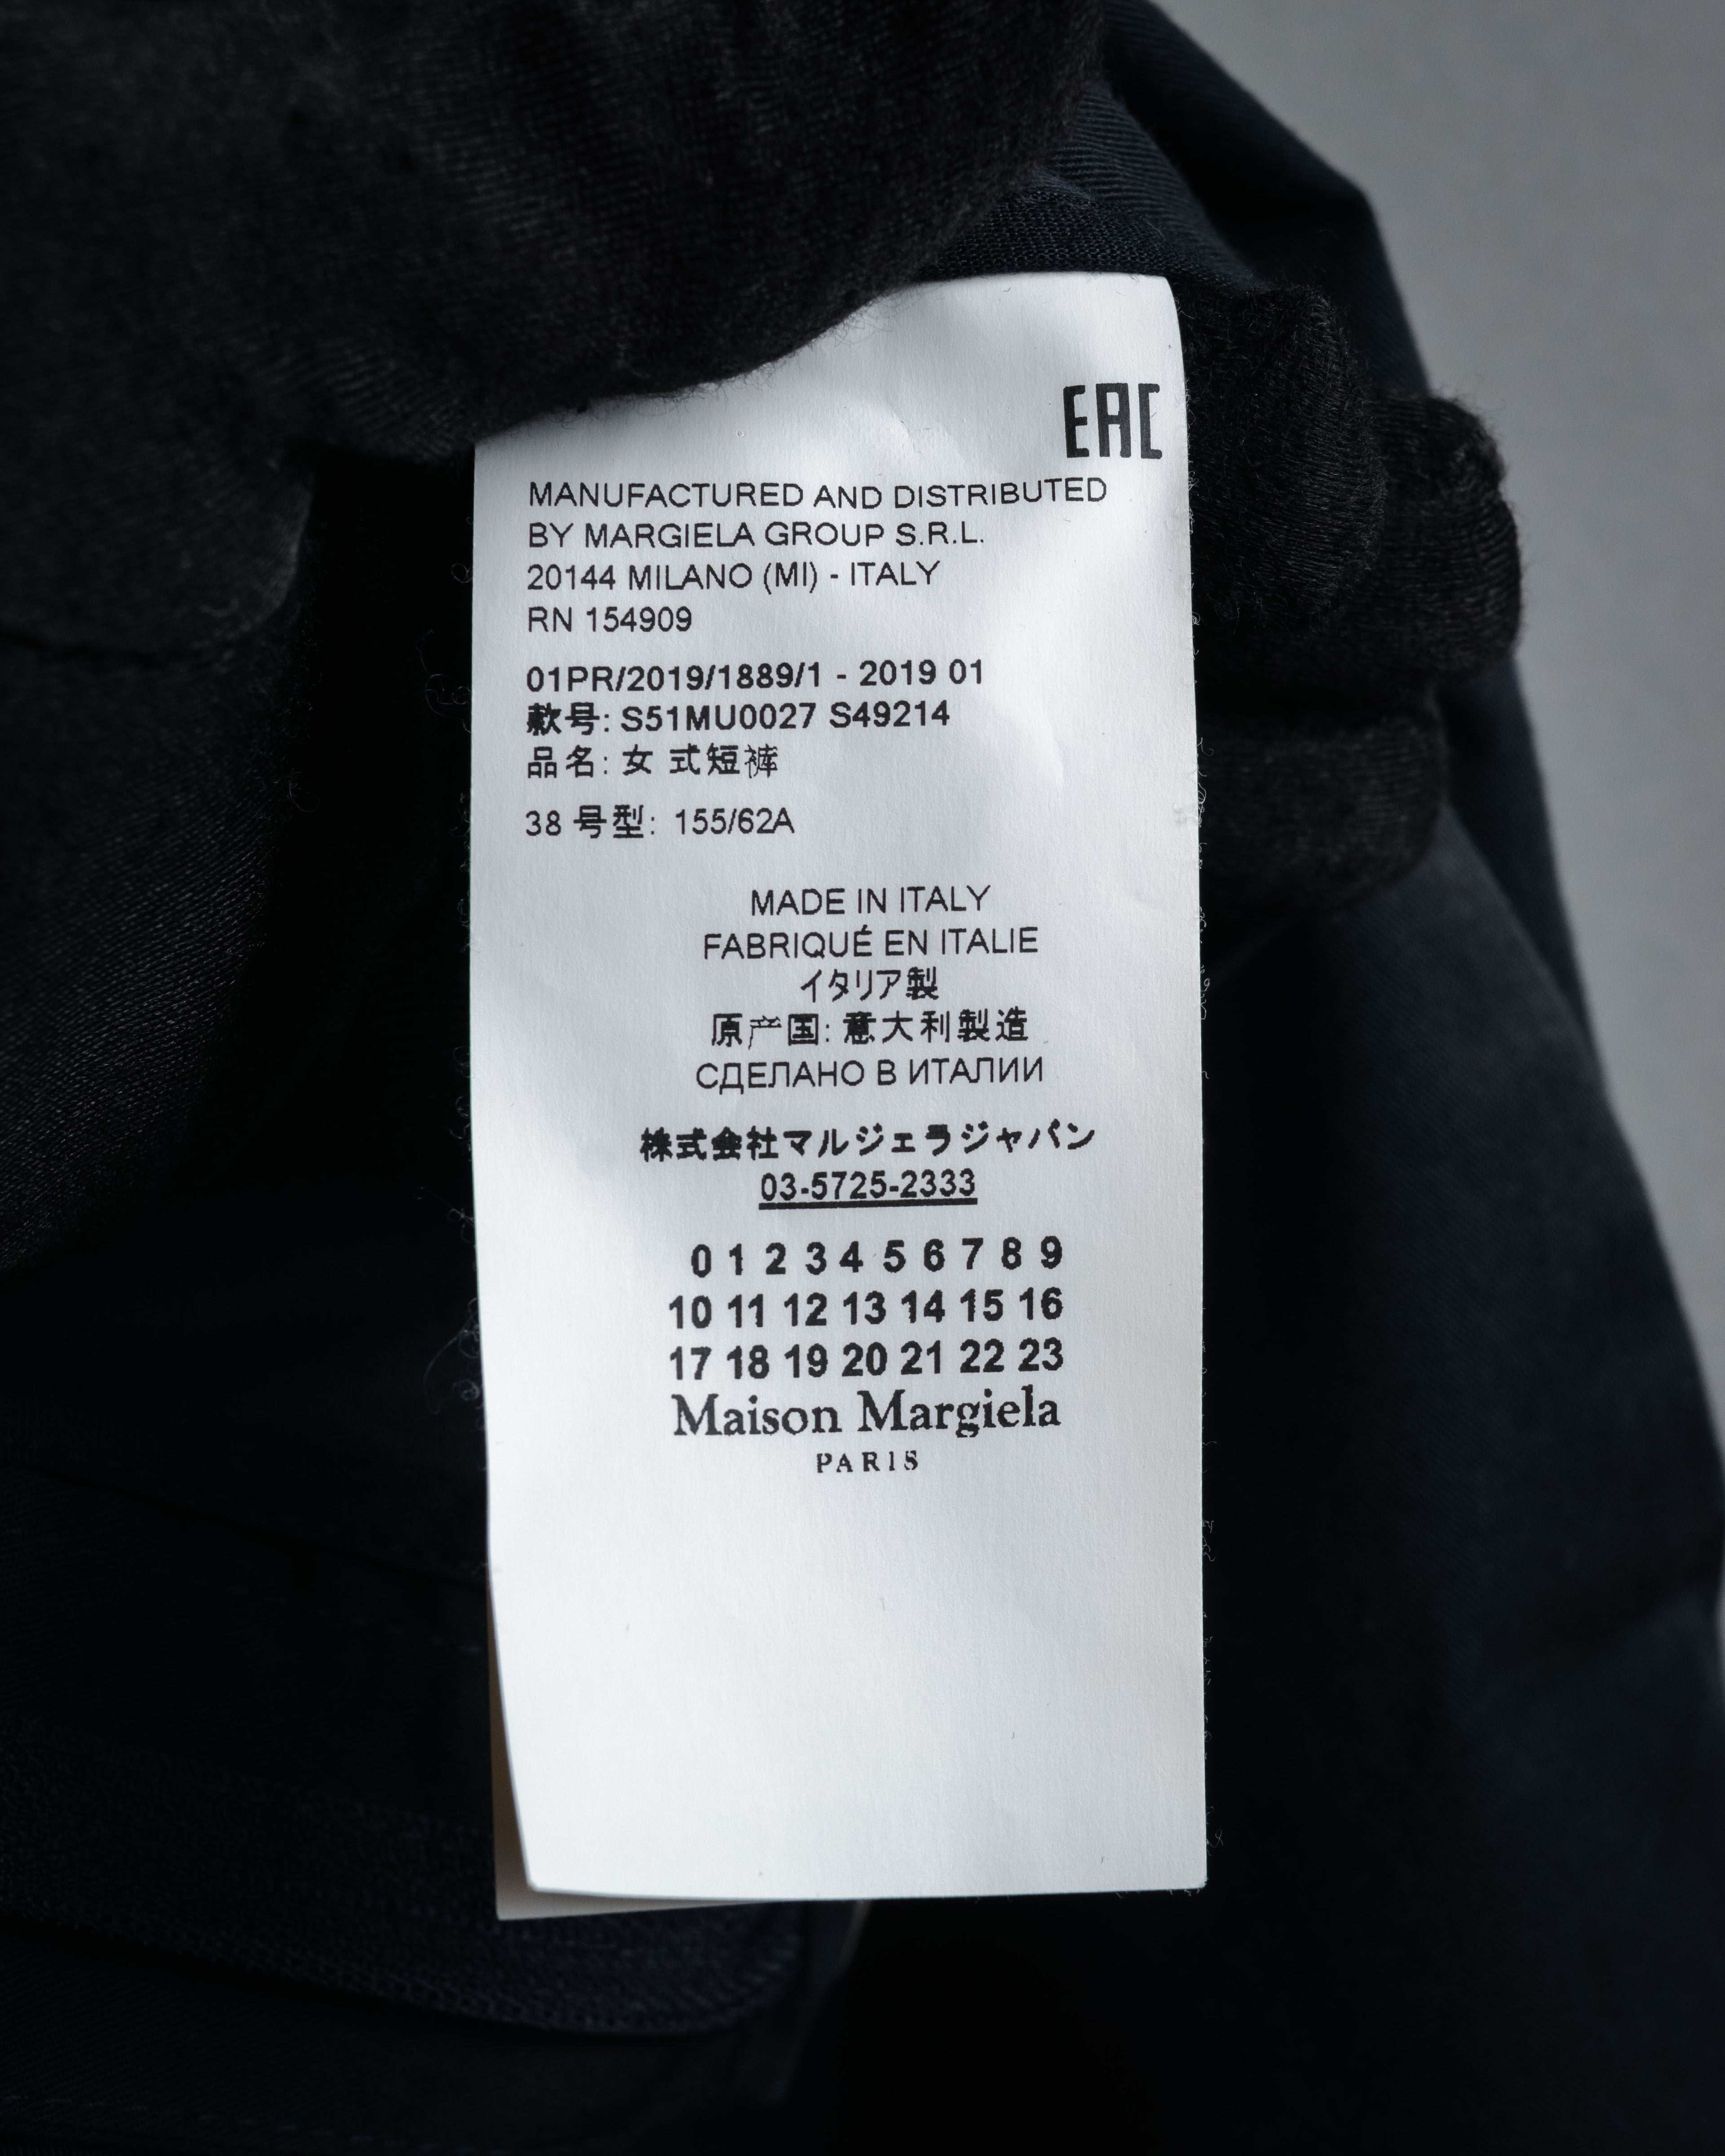 EAC
MANUFACTURED AND DISTRIBUTED
BY MARGIELA GROUP S.R.L.
20144 MILANO (MI) - ITALY
RN 154909
01PR/2019/1889/1 - 2019 01
款号: S51MU0027 S49214
品名: 女 式短裤
38 号型: 155/62A
MADE IN ITALY
FABRIQUÉ EN ITALIE
イタリア製
原产国: 意大利製造
СДЕЛАНО В ИТАЛИИ
株式会社マルジェラジャパン
03-5725-2333
0 1 2 3 4 5 6 7 8 9
10 11 12 13 14 15 16
17 18 19 20 21 22 23
Maison Margiela
PARIS